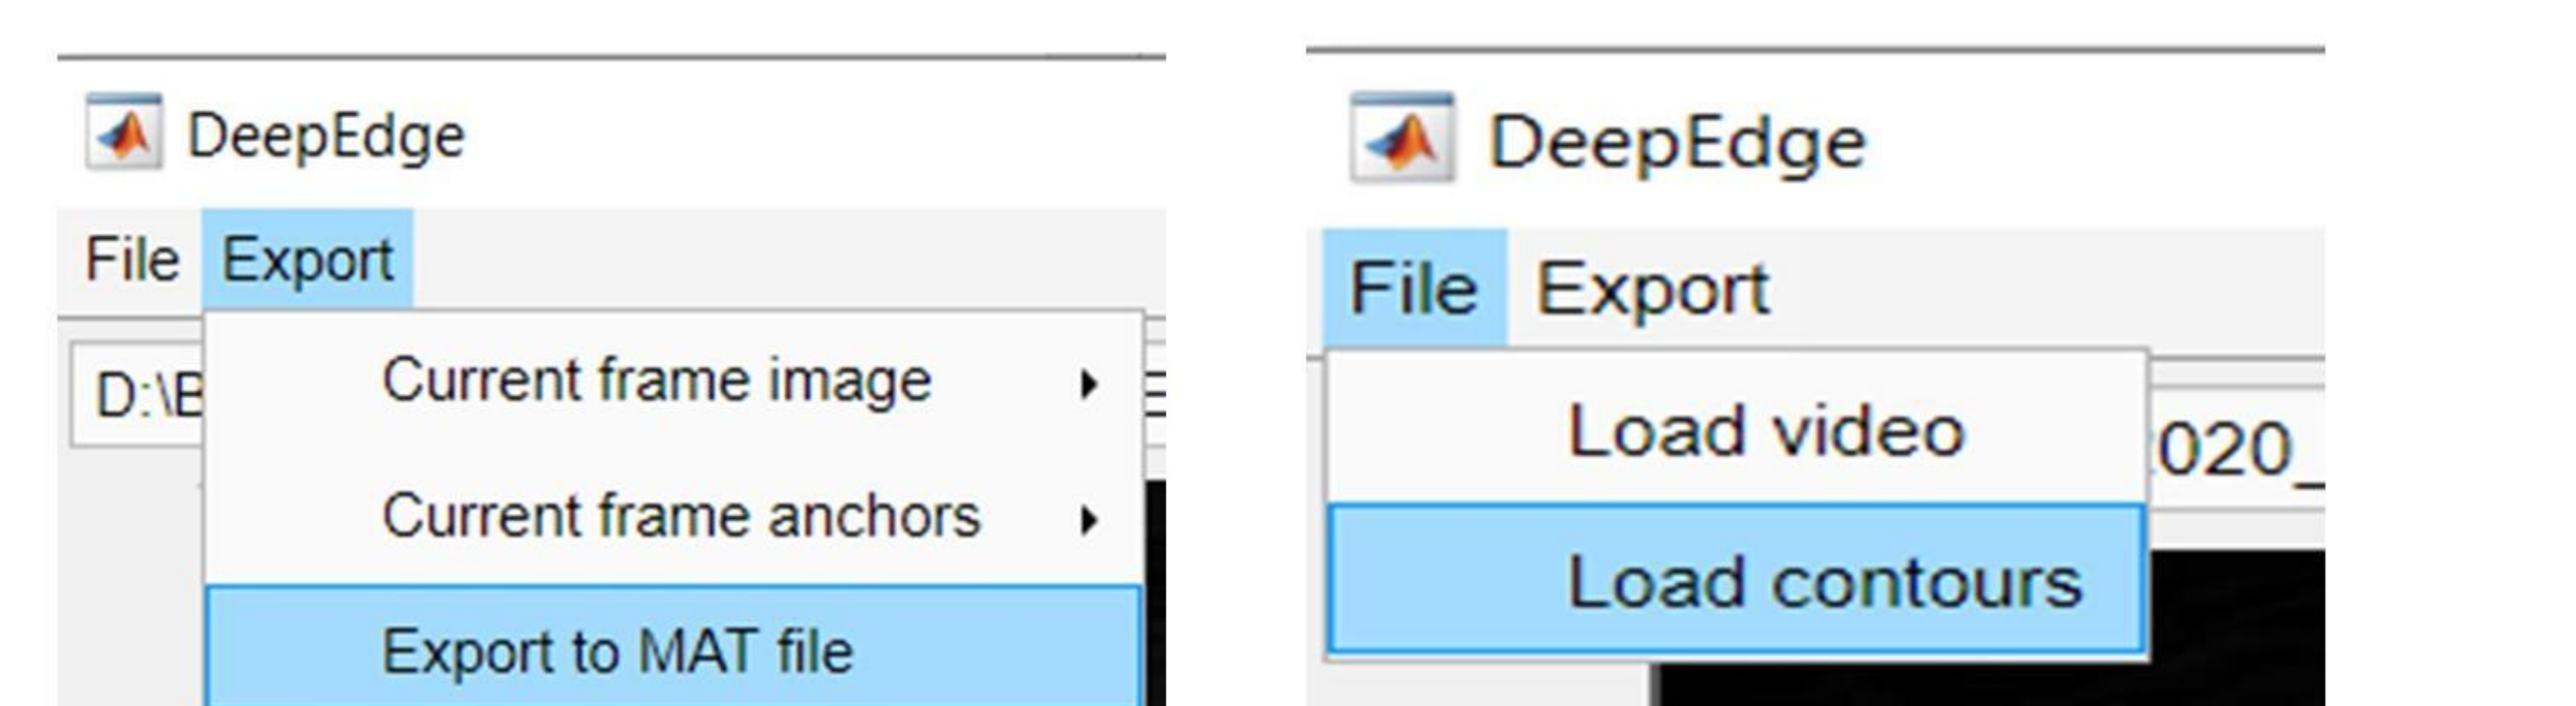 DeepEdge
File Export
D:\B
Current frame image
Current frame anchors
Export to MAT file
DeepEdge
File Export
Load video
020_
Load contours